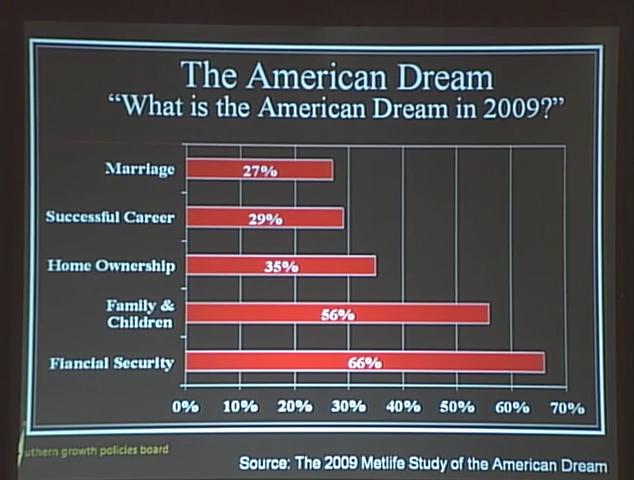 The American Dream
“What is the American Dream in 2009?”
Marriage
27%
Successful Career
29%
Home Ownership
35%
Family &
Children
56%
Fiancial Security
66%
0% 10% 20% 30% 40% 50% 60% 70%
uthern growth policies board
Source: The 2009 Metlife Study of the American Dream